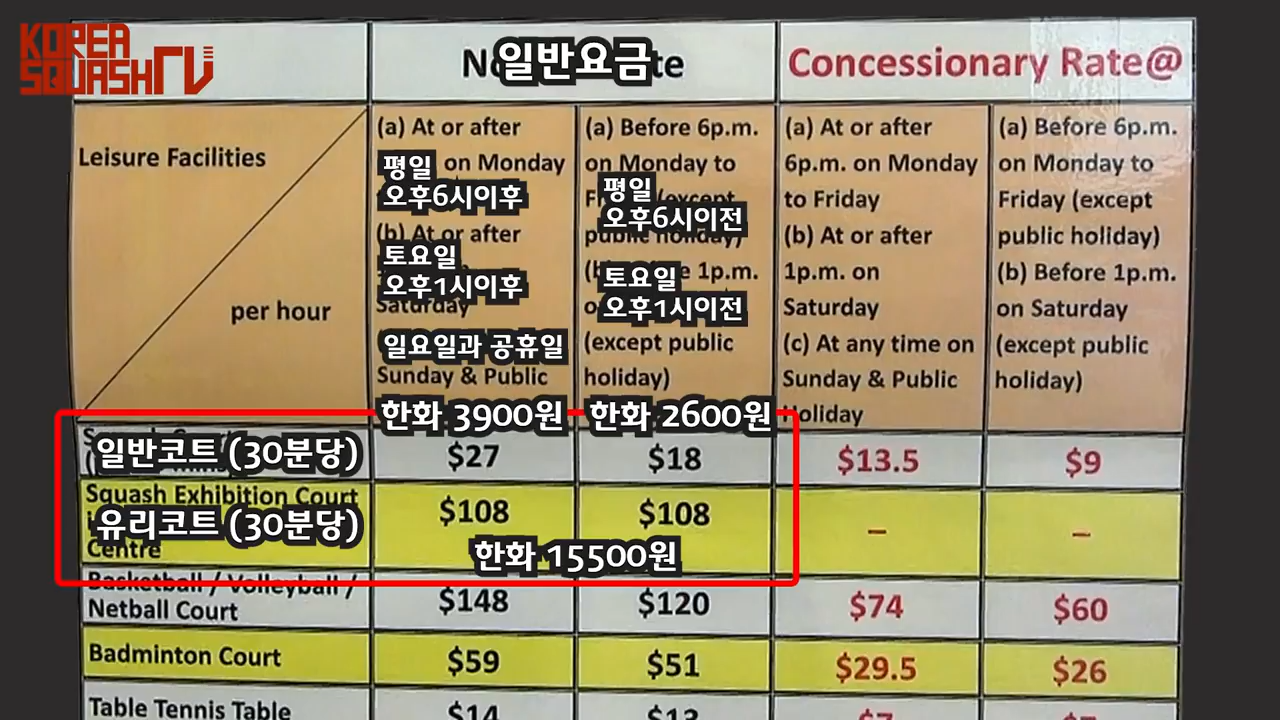 KOREA
SQUASH TV
일반요금
Concessionary Rate@
Leisure Facilities
per hour
(a) At or after
on Monday
평일
오후6시이후
(b) At or after
토요일
오후1시이후
Saturday
일요일과 공휴일
Sunday & Public
한화 3900원
(a) Before 6p.m.
on Monday to
평일
(except
오후6시이전
public holiday)
1p.m.
토요일
오후1시이전
(except public
holiday)
한화 2600원
(a) At or after
6p.m. on Monday
to Friday
(b) At or after
1p.m. on
Saturday
(c) At any time on
Sunday & Public
Holiday
(a) Before 6p.m.
on Monday to
Friday (except
public holiday)
(b) Before 1p.m.
on Saturday
(except public
holiday)
일반코트 (30분당) $27 $18 $13.5 $9
Squash Exhibition Court
유리코트 (30분당) $108 $108 – –
Centre
한화 15500원
Basketball / Volleyball /
Netball Court $148 $120 $74 $60
Badminton Court $59 $51 $29.5 $26
Table Tennis Table $14 $13 $7